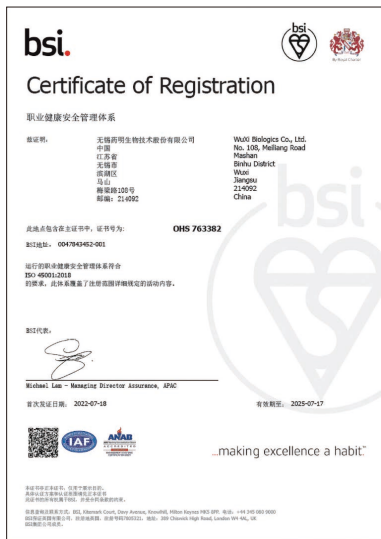 bsi.
bsi
By Royal Charter
Certificate of Registration
职业健康安全管理体系
兹证明:
无锡药明生物技术股份有限公司
中国
江苏省
无锡市
滨湖区
马山
梅梁路108号
邮编: 214092
WuXi Biologics Co., Ltd.
No. 108, Meiliang Road
Mashan
Binhu District
Wuxi
Jiangsu
214092
China
此地点包含在主证书中, 证书号为:
OHS 763382
BSI地址: 0047843452-001
运行的职业健康安全管理体系符合
ISO 45001:2018
的要求, 此体系覆盖了注册范围详细规定的活动内容。
BSI代表:
Michael Lam - Managing Director Assurance, APAC
首次发证日期: 2022-07-18
有效期至: 2025-07-17
IAF
ANAB
...making excellence a habit.™
bsi